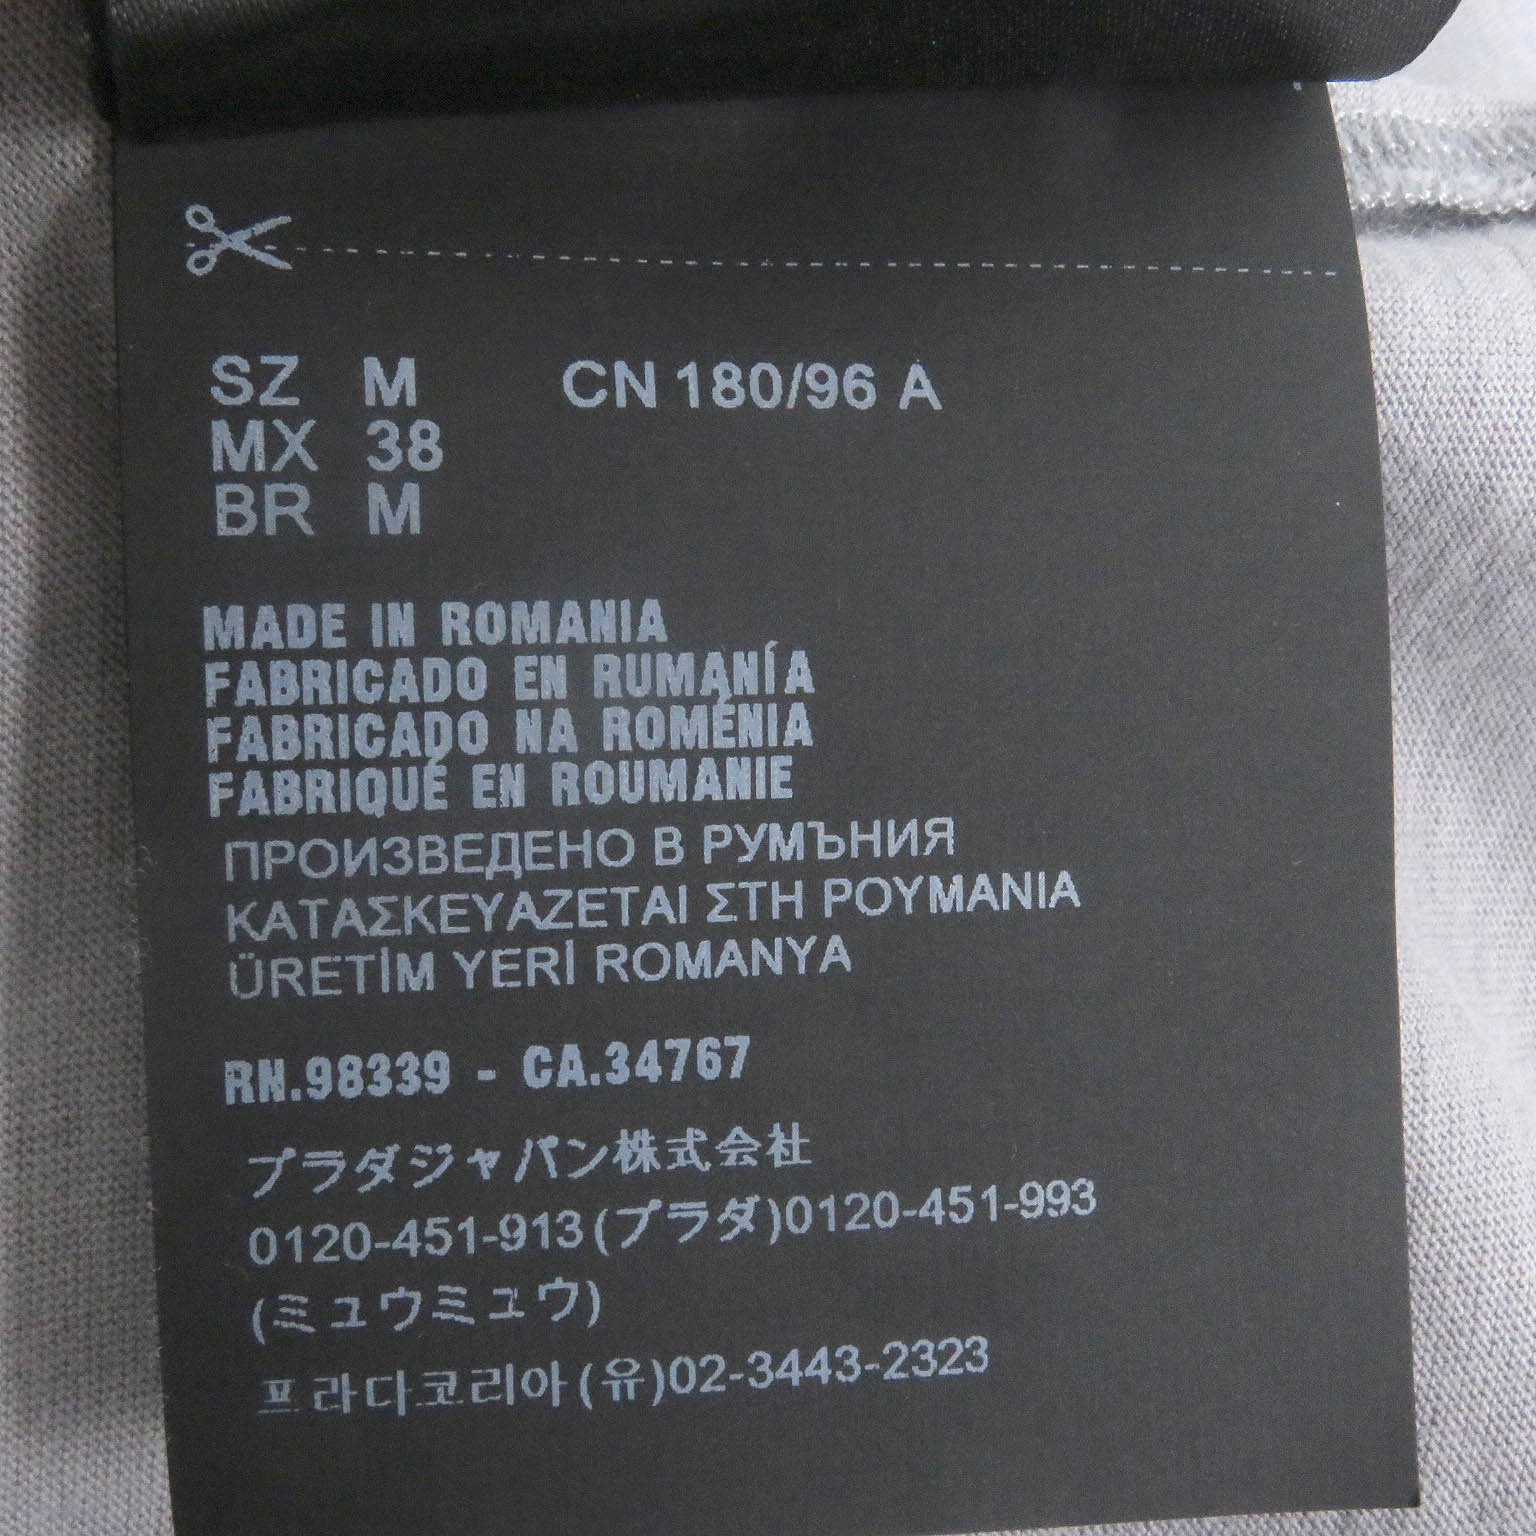 SZ M CN 180/96 A
MX 38
BR M
MADE IN ROMANIA
FABRICADO EN RUMANÍA
FABRICADO NA ROMÉNIA
FABRIQUÉ EN ROUMANIE
ПРОИЗВЕДЕНО В РУМЪНИЯ
ΚΑΤΑΣΚΕΥΑΖΕΤΑΙ ΣΤΗ ΡΟΥΜΑΝΙΑ
ÜRETİM YERİ ROMANYA
RN.98339 - CA.34767
プラダジャパン株式会社
0120-451-913(プラダ)0120-451-993
(ミュウミュウ)
프라다코리아(유)02-3443-2323